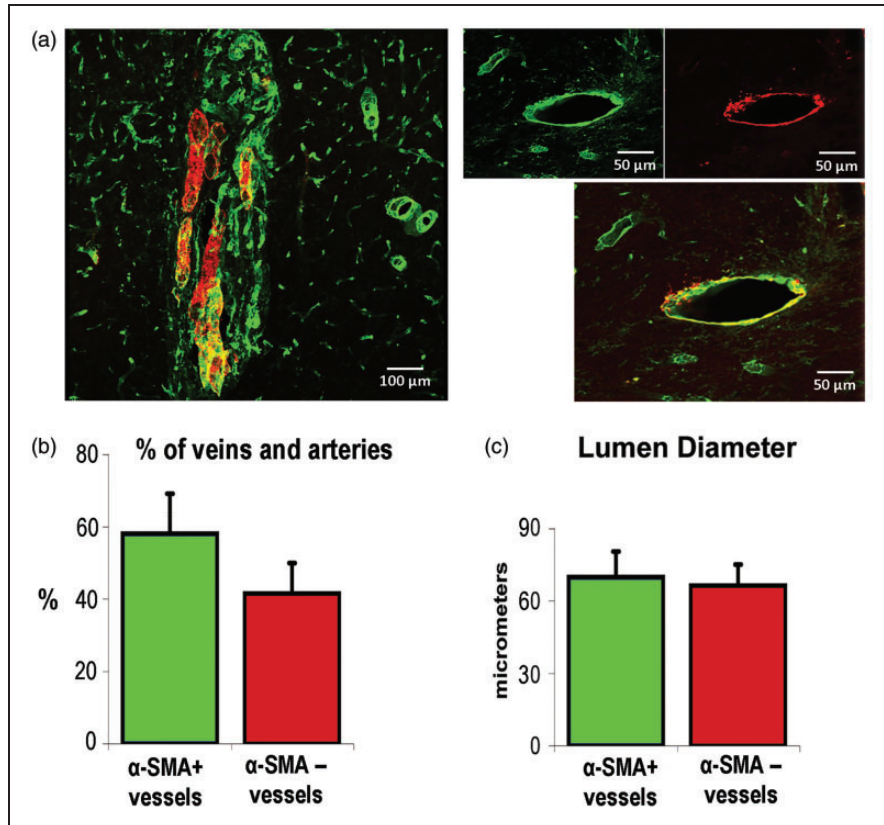 (a)
100 µm
50 µm
50 µm
50 µm
(b)
% of veins and arteries
80
60
40
20
0
%
α-SMA+
vessels
α-SMA –
vessels
(c)
Lumen Diameter
90
60
30
0
micrometers
α-SMA+
vessels
α-SMA –
vessels